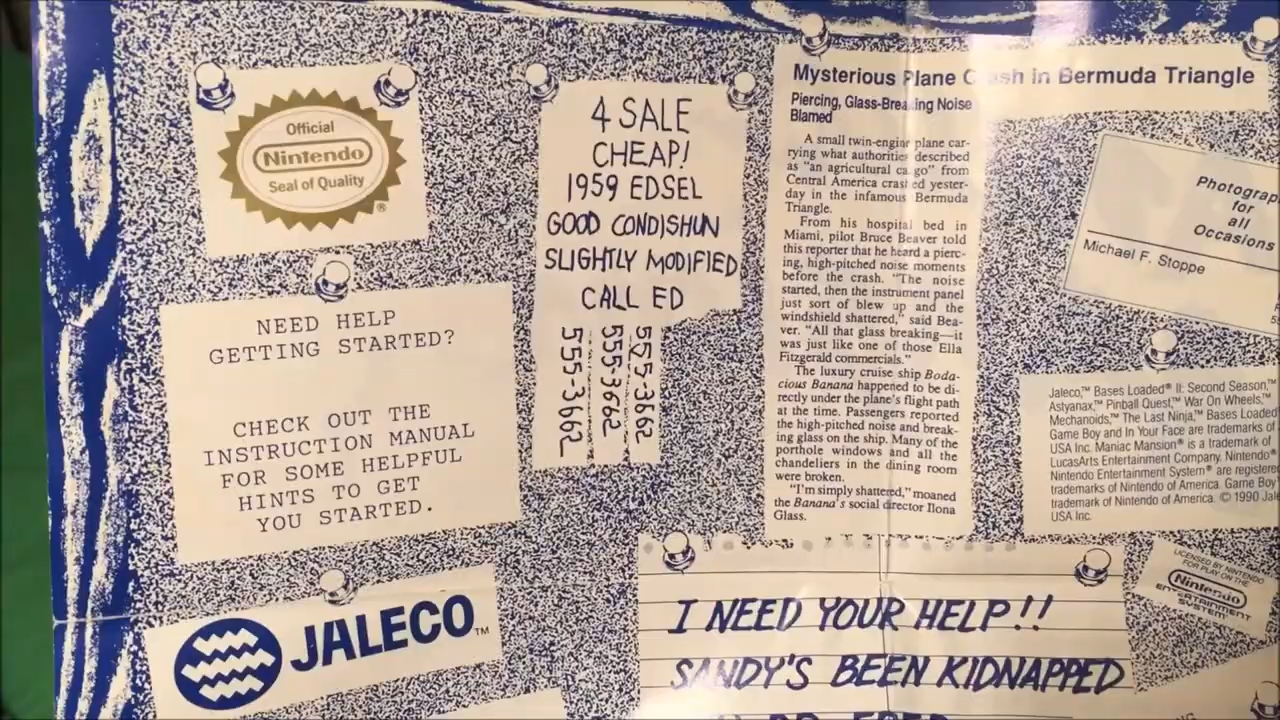 Official
Nintendo
Seal of Quality
®
NEED HELP
GETTING STARTED?
CHECK OUT THE
INSTRUCTION MANUAL
FOR SOME HELPFUL
HINTS TO GET
YOU STARTED.
JALECO™
4 SALE
CHEAP!
1959 EDSEL
GOOD CONDISHUN
SLIGHTLY MODIFIED
CALL ED
555-3662
555-3662
555-3662
Mysterious Plane Crash in Bermuda Triangle
Piercing, Glass-Breaking Noise
Blamed
A small twin-engine plane car-
rying what authorities described
as "an agricultural cargo" from
Central America crashed yester-
day in the infamous Bermuda
Triangle.
From his hospital bed in
Miami, pilot Bruce Beaver told
this reporter that he heard a pierc-
ing, high-pitched noise moments
before the crash. "The noise
started, then the instrument panel
just sort of blew up and the
windshield shattered," said Bea-
ver. "All that glass breaking—it
was just like one of those Ella
Fitzgerald commercials."
The luxury cruise ship Boda-
cious Banana happened to be di-
rectly under the plane's flight path
at the time. Passengers reported
the high-pitched noise and break-
ing glass on the ship. Many of the
porthole windows and all the
chandeliers in the dining room
were broken.
"I'm simply shattered," moaned
the Banana's social director Ilona
Glass.
Photograp
for
all
Occasions
Michael F. Stoppe
Jaleco,™ Bases Loaded® II: Second Season,™
Astyanax,™ Pinball Quest,™ War On Wheels,™
Mechanoids,™ The Last Ninja,™ Bases Loaded
Game Boy and In Your Face are trademarks of
USA Inc. Maniac Mansion® is a trademark of
LucasArts Entertainment Company. Nintendo®
Nintendo Entertainment System® are registere
trademarks of Nintendo of America. Game Boy
trademark of Nintendo of America. © 1990 Jal
USA Inc.
LICENSED BY NINTENDO
FOR PLAY ON THE
Nintendo
ENTERTAINMENT
SYSTEM
I NEED YOUR HELP!!
SANDY'S BEEN KIDNAPPED